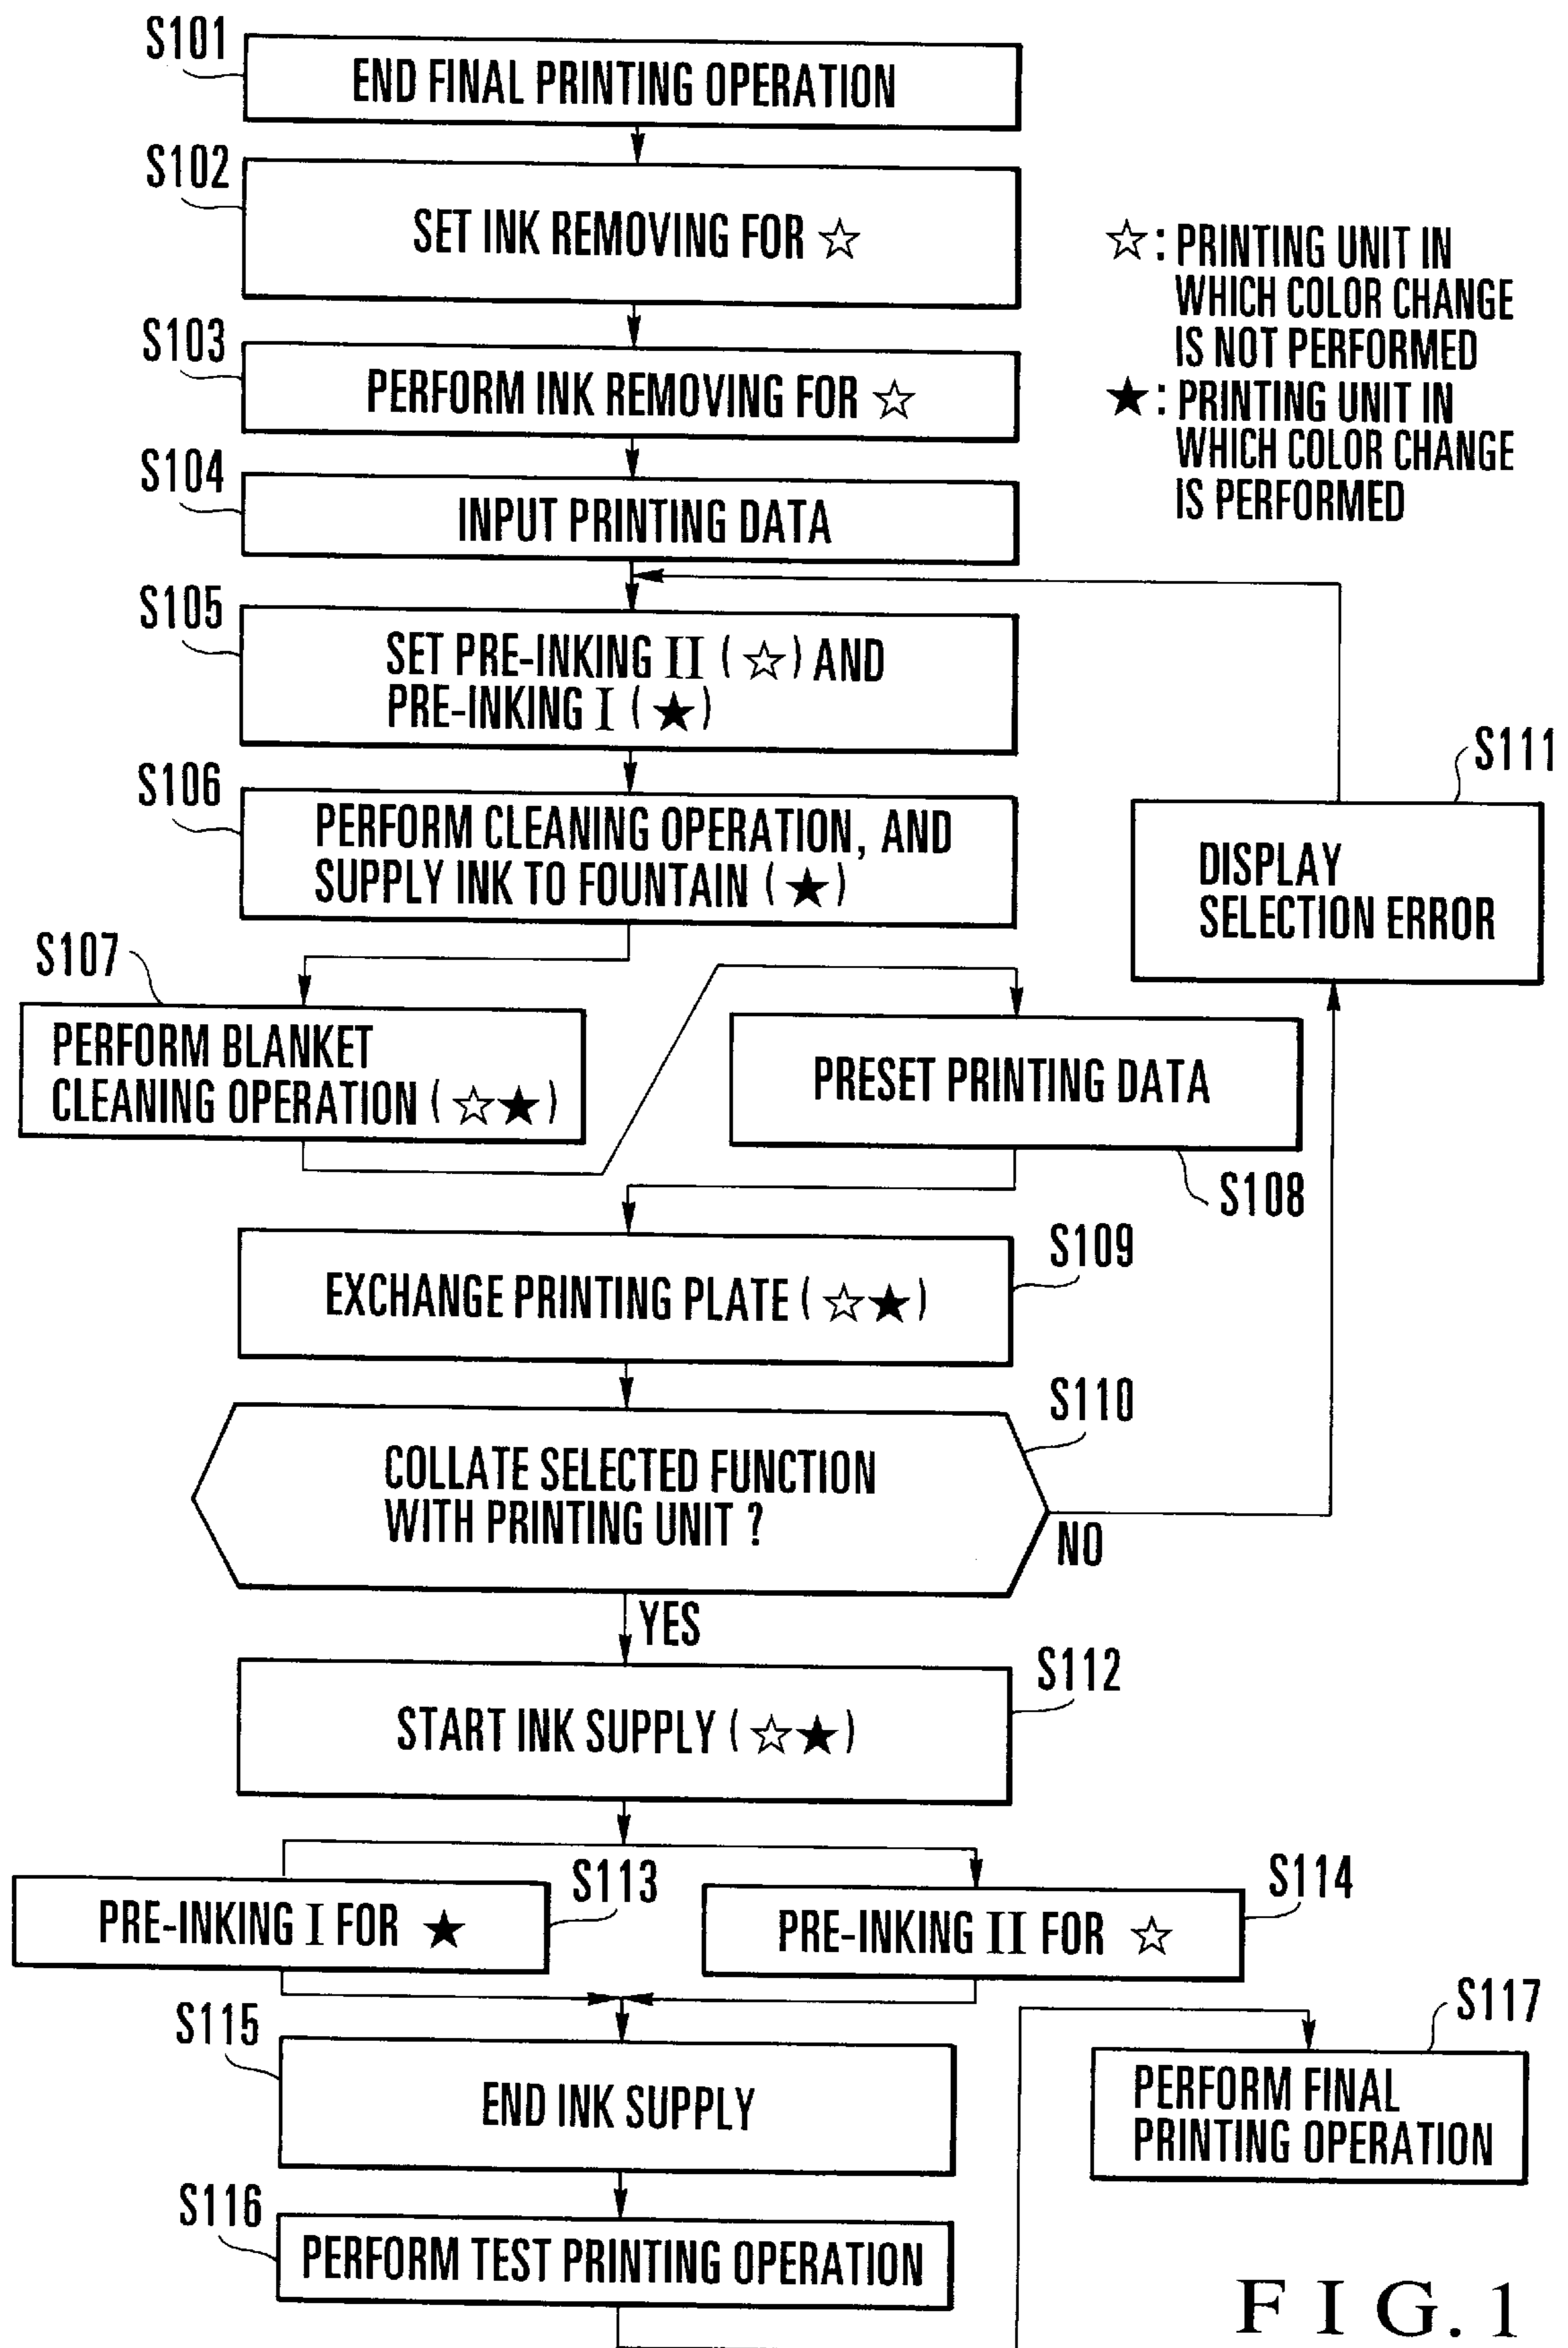 S101
END FINAL PRINTING OPERATION
S102
SET INK REMOVING FOR ☆
☆: PRINTING UNIT IN
WHICH COLOR CHANGE
IS NOT PERFORMED
★: PRINTING UNIT IN
WHICH COLOR CHANGE
IS PERFORMED
S103
PERFORM INK REMOVING FOR ☆
S104
INPUT PRINTING DATA
S105
SET PRE-INKING II (☆) AND
PRE-INKING I (★)
S106
PERFORM CLEANING OPERATION, AND
SUPPLY INK TO FOUNTAIN (★)
S111
DISPLAY
SELECTION ERROR
S107
PERFORM BLANKET
CLEANING OPERATION (☆★)
PRESET PRINTING DATA
S108
S109
EXCHANGE PRINTING PLATE (☆★)
S110
COLLATE SELECTED FUNCTION
WITH PRINTING UNIT ?
NO
YES
S112
START INK SUPPLY (☆★)
S113
PRE-INKING I FOR ★
S114
PRE-INKING II FOR ☆
S115
END INK SUPPLY
S117
PERFORM FINAL
PRINTING OPERATION
S116
PERFORM TEST PRINTING OPERATION
FIG. 1